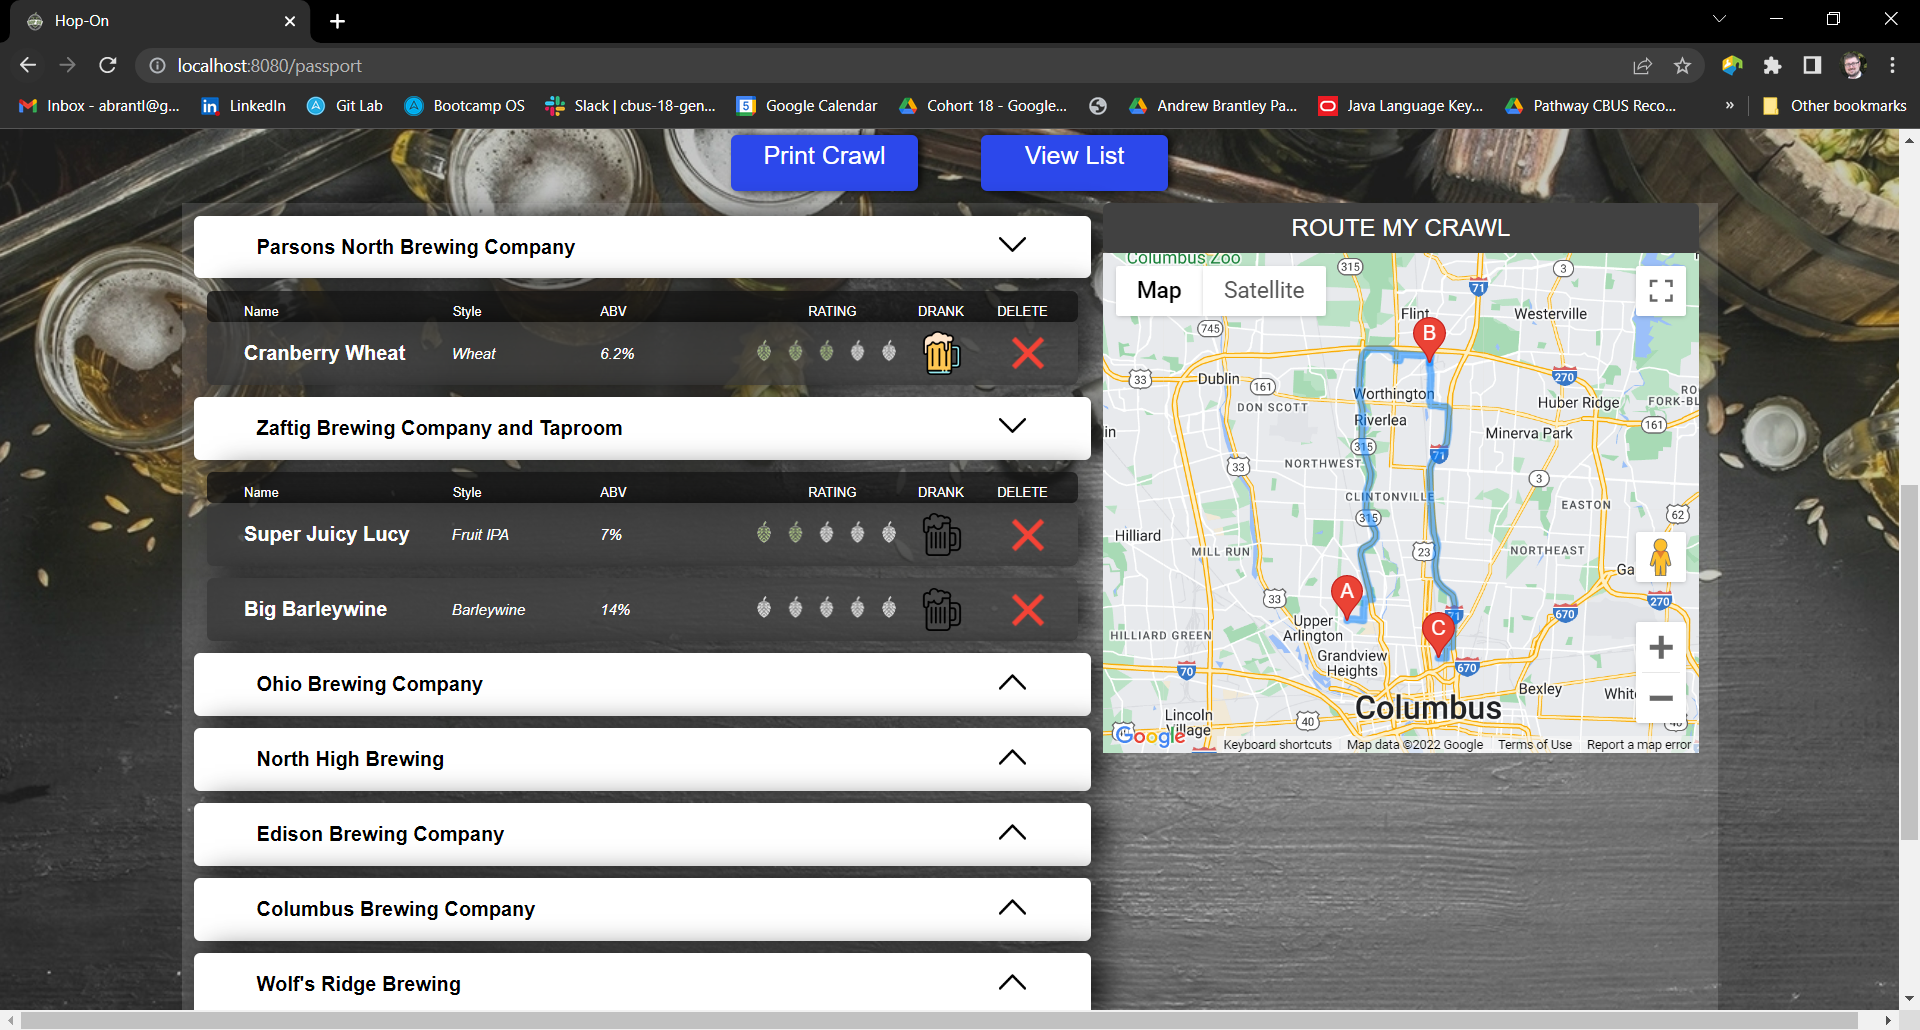 Hop-On
localhost:8080/passport
Inbox - abrantl@g...
LinkedIn
Git Lab
Bootcamp OS
Slack | cbus-18-gen...
5
Google Calendar
Cohort 18 - Google...
Andrew Brantley Pa...
Java Language Key...
Pathway CBUS Reco...
»
Other bookmarks
Print Crawl
View List
Parsons North Brewing Company
Name Style ABV RATING DRANK DELETE
Cranberry Wheat Wheat 6.2%
Zaftig Brewing Company and Taproom
Name Style ABV RATING DRANK DELETE
Super Juicy Lucy Fruit IPA 7%
Big Barleywine Barleywine 14%
Ohio Brewing Company
North High Brewing
Edison Brewing Company
Columbus Brewing Company
Wolf's Ridge Brewing
ROUTE MY CRAWL
Columbus Zoo
Map Satellite
315
3
71
Flint
Westerville
745
B
33
Dublin
161
Worthington
270
DON SCOTT
Huber Ridge
FORK-BL
Riverlea
161
in
Minerva Park
315
71
33
NORTHWEST
3
CLINTONVILLE
EASTON
315
62
Hilliard
MILL RUN
23
NORTHEAST
Ga
A
33
270
71
670
Upper
Arlington
C
HILLIARD GREEN
Grandview
Heights
670
70
Bexley
Whit
Columbus
Lincoln
Village
40
Google
Keyboard shortcuts Map data ©2022 Google Terms of Use Report a map error